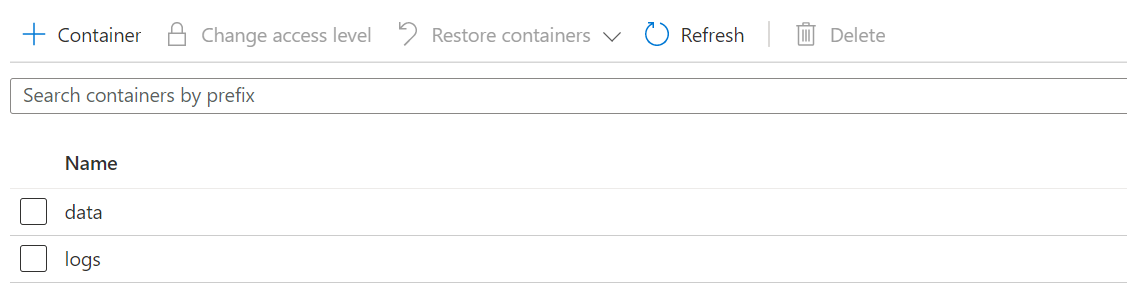 Container Change access level Restore containers Refresh Delete
Search containers by prefix
Name
data
logs